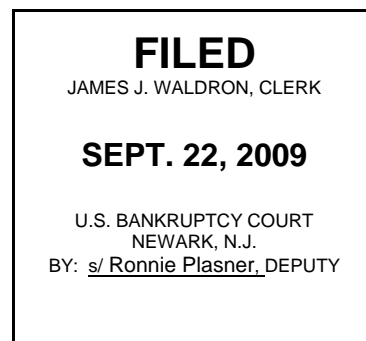 FILED
JAMES J. WALDRON, CLERK
SEPT. 22, 2009
U.S. BANKRUPTCY COURT
NEWARK, N.J.
BY: s/ Ronnie Plasner, DEPUTY